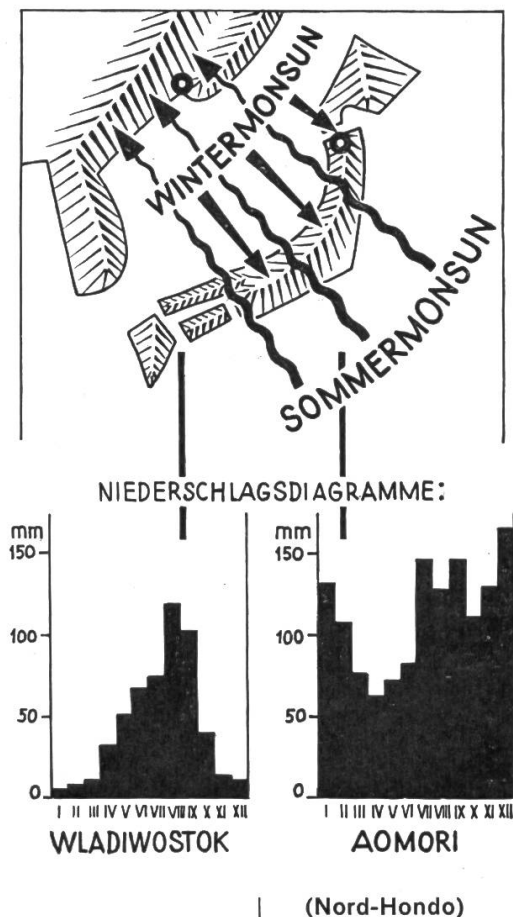 WINTERMONSUN
SOMMERMONSUN
NIEDERSCHLAGSDIAGRAMME:
mm
150
100
50
0
I II III IV V VI VII VIII IX X XI XII
WLADIWOSTOK
mm
150
100
50
0
I II III IV V VI VII VIII IX X XI XII
AOMORI
(Nord-Hondo)